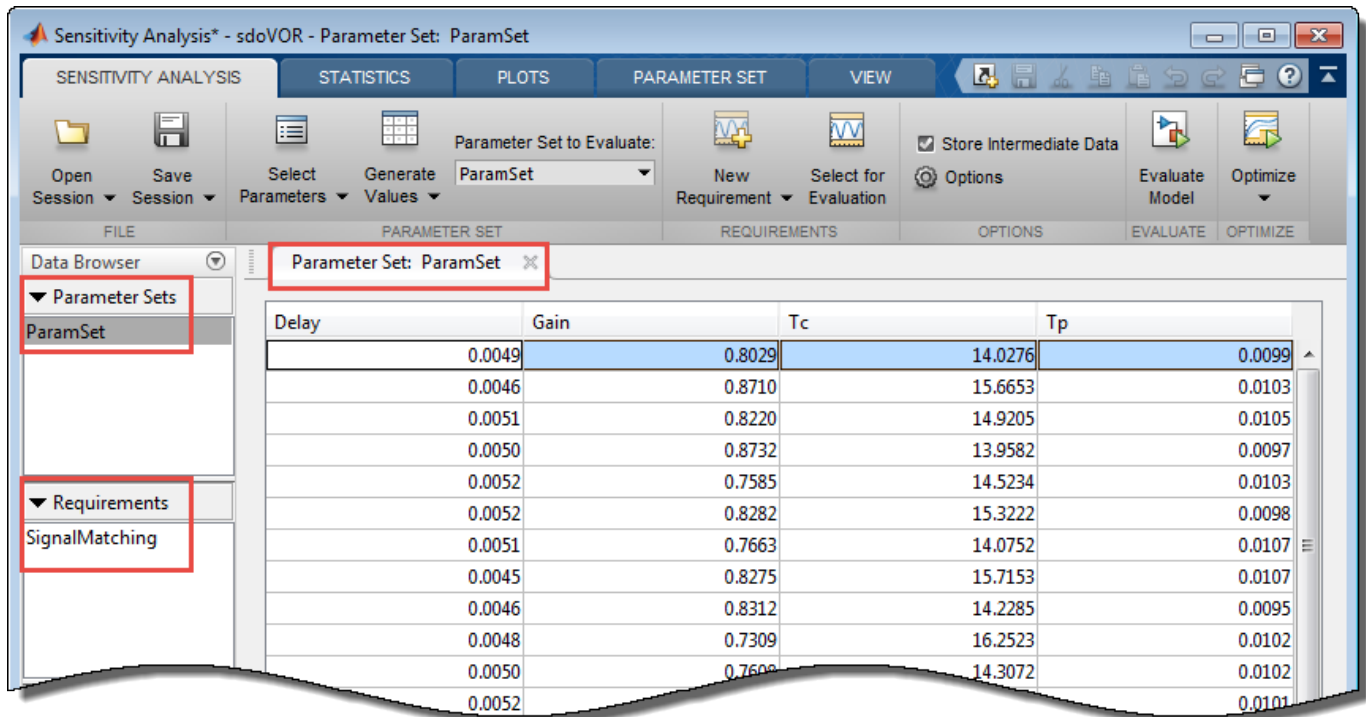 Sensitivity Analysis* - sdoVOR - Parameter Set: ParamSet
SENSITIVITY ANALYSIS STATISTICS PLOTS PARAMETER SET VIEW
Open Session
Save Session
Select Parameters
Generate Values
Parameter Set to Evaluate:
ParamSet
New Requirement
Select for Evaluation
Store Intermediate Data
Options
Evaluate Model
Optimize
FILE PARAMETER SET REQUIREMENTS OPTIONS EVALUATE OPTIMIZE
Data Browser
Parameter Sets
ParamSet
Requirements
SignalMatching
Parameter Set: ParamSet
Delay Gain Tc Tp
0.0049 0.8029 14.0276 0.0099
0.0046 0.8710 15.6653 0.0103
0.0051 0.8220 14.9205 0.0105
0.0050 0.8732 13.9582 0.0097
0.0052 0.7585 14.5234 0.0103
0.0052 0.8282 15.3222 0.0098
0.0051 0.7663 14.0752 0.0107
0.0045 0.8275 15.7153 0.0107
0.0046 0.8312 14.2285 0.0095
0.0048 0.7309 16.2523 0.0102
0.0050 14.3072 0.0102
0.0052 0.0101